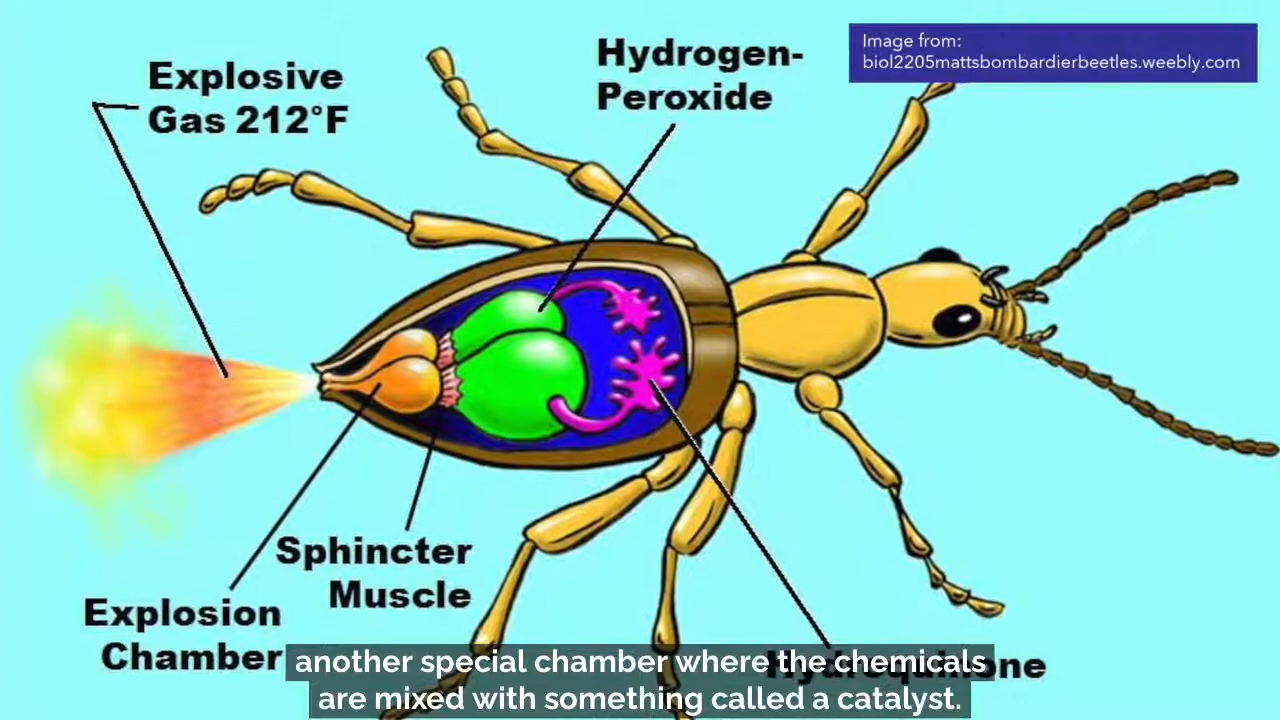 Image from:
biol2205mattsbombardierbeetles.weebly.com
Hydrogen-
Peroxide
Explosive
Gas 212°F
Sphincter
Muscle
Explosion
Chamber
another special chamber where the chemicals
are mixed with something called a catalyst.